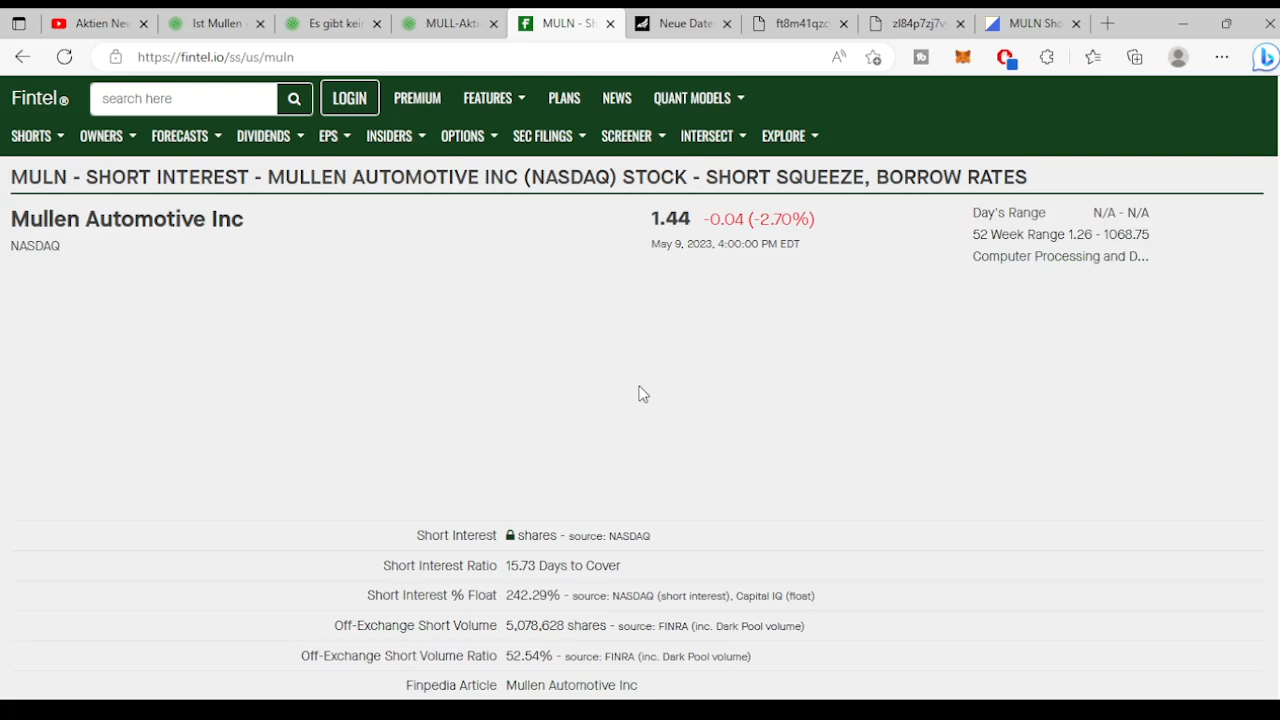 Aktien Nev
Ist Mullen
Es gibt kei
MULL-Akti
MULN - Sh
Neue Date
ft8m41qzc
zl84p7zj7v
MULN Sho
https://fintel.io/ss/us/muln
Fintel®
search here
LOGIN
PREMIUM
FEATURES
PLANS
NEWS
QUANT MODELS
SHORTS
OWNERS
FORECASTS
DIVIDENDS
EPS
INSIDERS
OPTIONS
SEC FILINGS
SCREENER
INTERSECT
EXPLORE
MULN - SHORT INTEREST - MULLEN AUTOMOTIVE INC (NASDAQ) STOCK - SHORT SQUEEZE, BORROW RATES
Mullen Automotive Inc
NASDAQ
1.44 -0.04 (-2.70%)
May 9, 2023, 4:00:00 PM EDT
Day's Range N/A - N/A
52 Week Range 1.26 - 1068.75
Computer Processing and D...
Short Interest shares - source: NASDAQ
Short Interest Ratio 15.73 Days to Cover
Short Interest % Float 242.29% - source: NASDAQ (short interest), Capital IQ (float)
Off-Exchange Short Volume 5,078,628 shares - source: FINRA (inc. Dark Pool volume)
Off-Exchange Short Volume Ratio 52.54% - source: FINRA (inc. Dark Pool volume)
Finpedia Article Mullen Automotive Inc